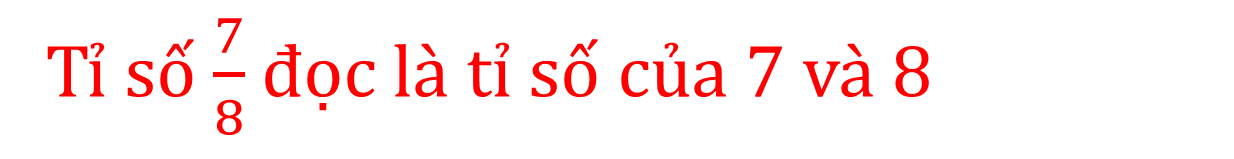 Tỉ số 7/8 đọc là tỉ số của 7 và 8